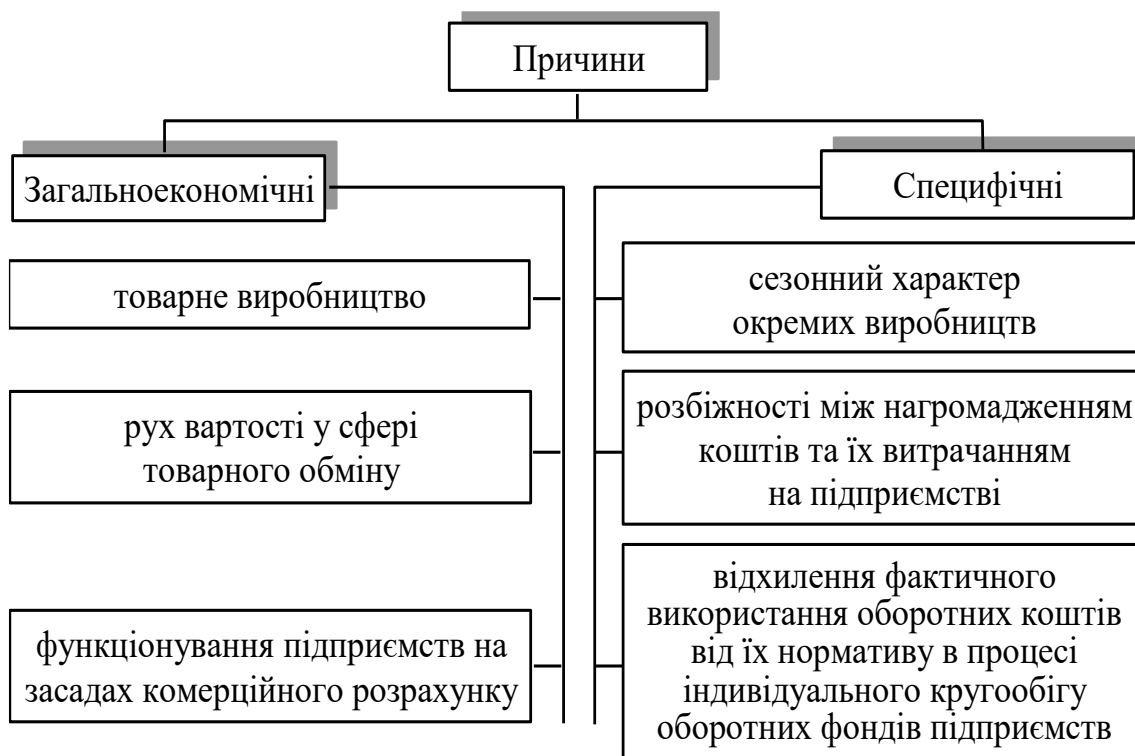 Причини
Загальноекономічні
товарне виробництво
рух вартості у сфері
товарного обміну
функціонування підприємств на
засадах комерційного розрахунку
Специфічні
сезонний характер
окремих виробництв
розбіжності між нагромадженням
коштів та їх витрачанням
на підприємстві
відхилення фактичного
використання оборотних коштів
від їх нормативу в процесі
індивідуального кругообігу
оборотних фондів підприємств